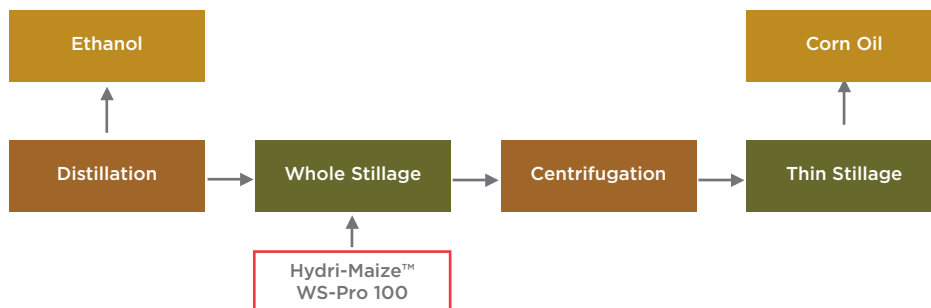 Ethanol
Corn Oil
Distillation
Whole Stillage
Centrifugation
Thin Stillage
Hydri-Maize™
WS-Pro 100